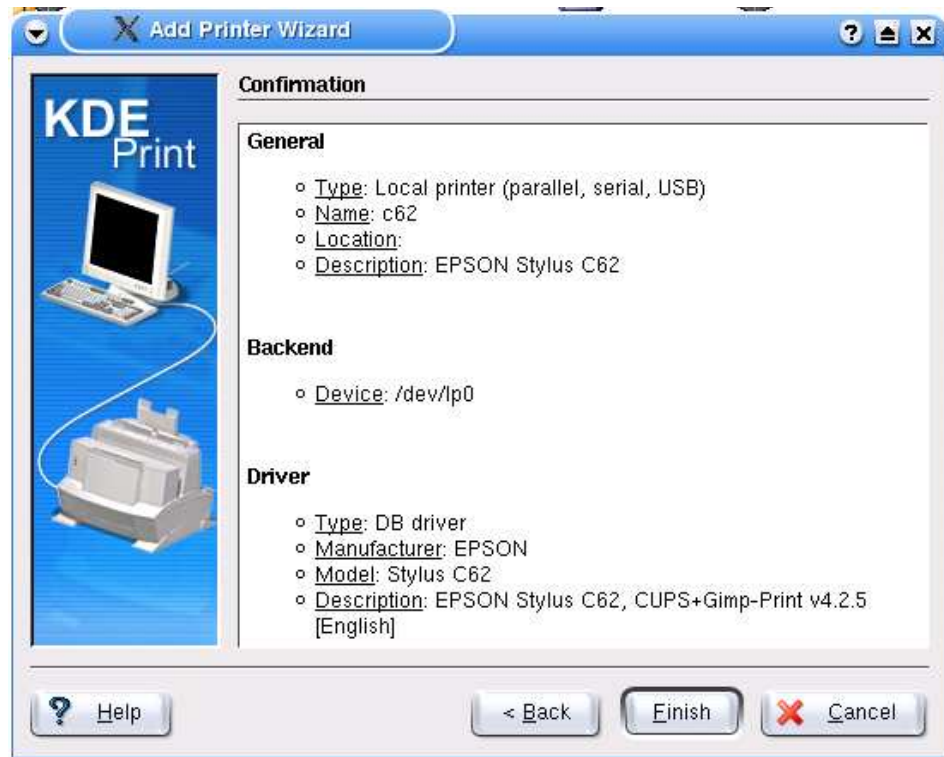 Add Printer Wizard
KDE
Print
Confirmation
General
Type: Local printer (parallel, serial, USB)
Name: c62
Location:
Description: EPSON Stylus C62
Backend
Device: /dev/lp0
Driver
Type: DB driver
Manufacturer: EPSON
Model: Stylus C62
Description: EPSON Stylus C62, CUPS+Gimp-Print v4.2.5
[English]
? Help
< Back
Finish
Cancel